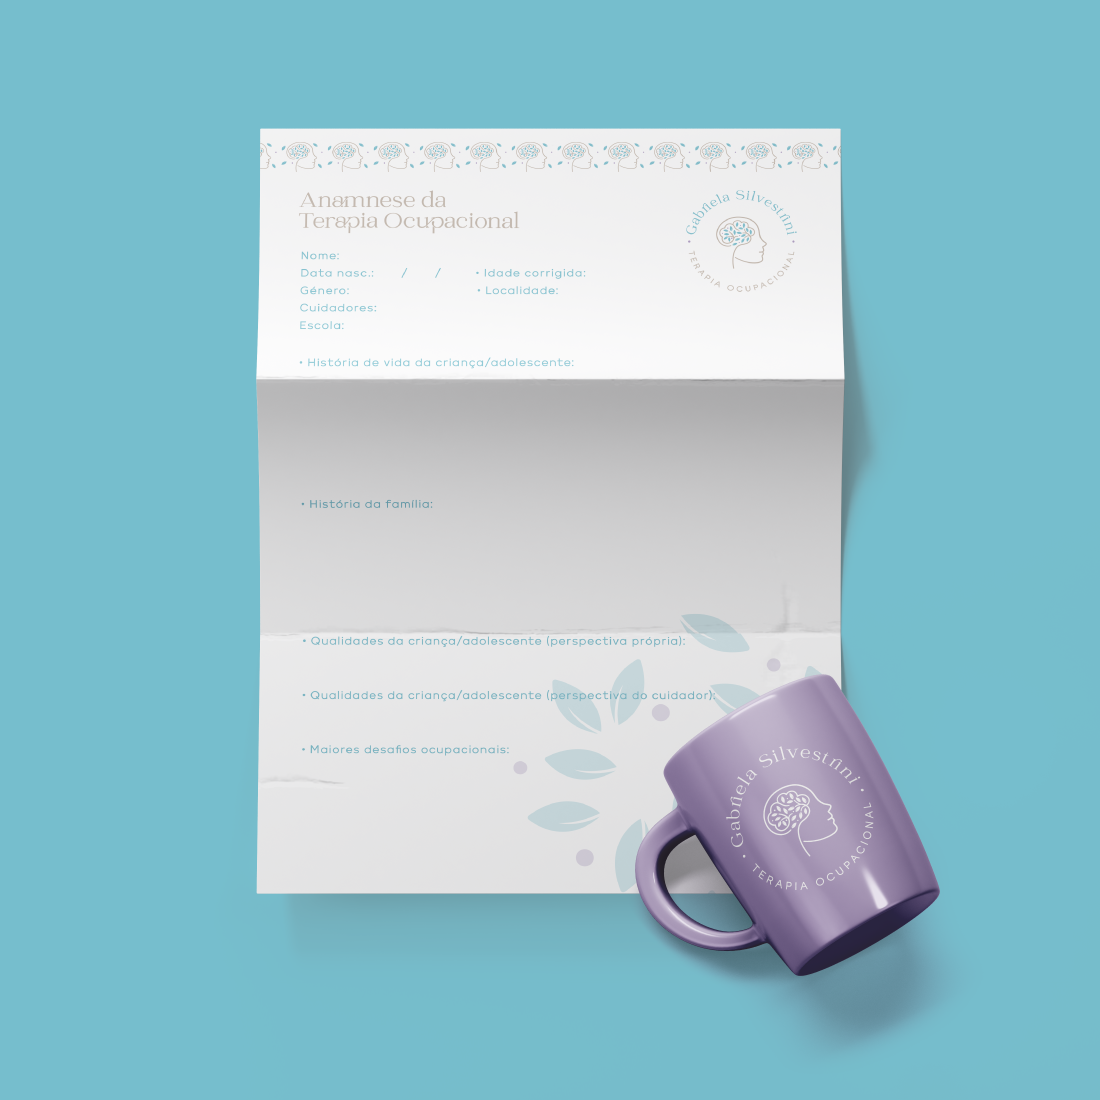 Anamnese da
Terapia Ocupacional
Gabriela Silvestrini
TERAPIA OCUPACIONAL
Nome:
Data nasc.: / / • Idade corrigida:
Género: • Localidade:
Cuidadores:
Escola:
• História de vida da criança/adolescente:
• História da família:
• Qualidades da criança/adolescente (perspectiva própria):
• Qualidades da criança/adolescente (perspectiva do cuidador):
• Maiores desafios ocupacionais:
Gabriela Silvestrini
TERAPIA OCUPACIONAL